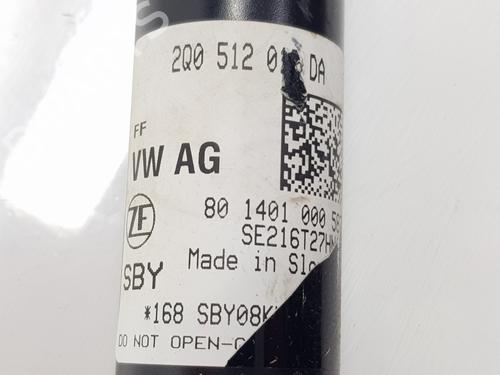 2Q0 512 01 DA
FF
VW AG
80 1401 000 5
ZF
SE216T27H
SBY
Made in Slo
*168 SBY08K
DO NOT OPEN-G